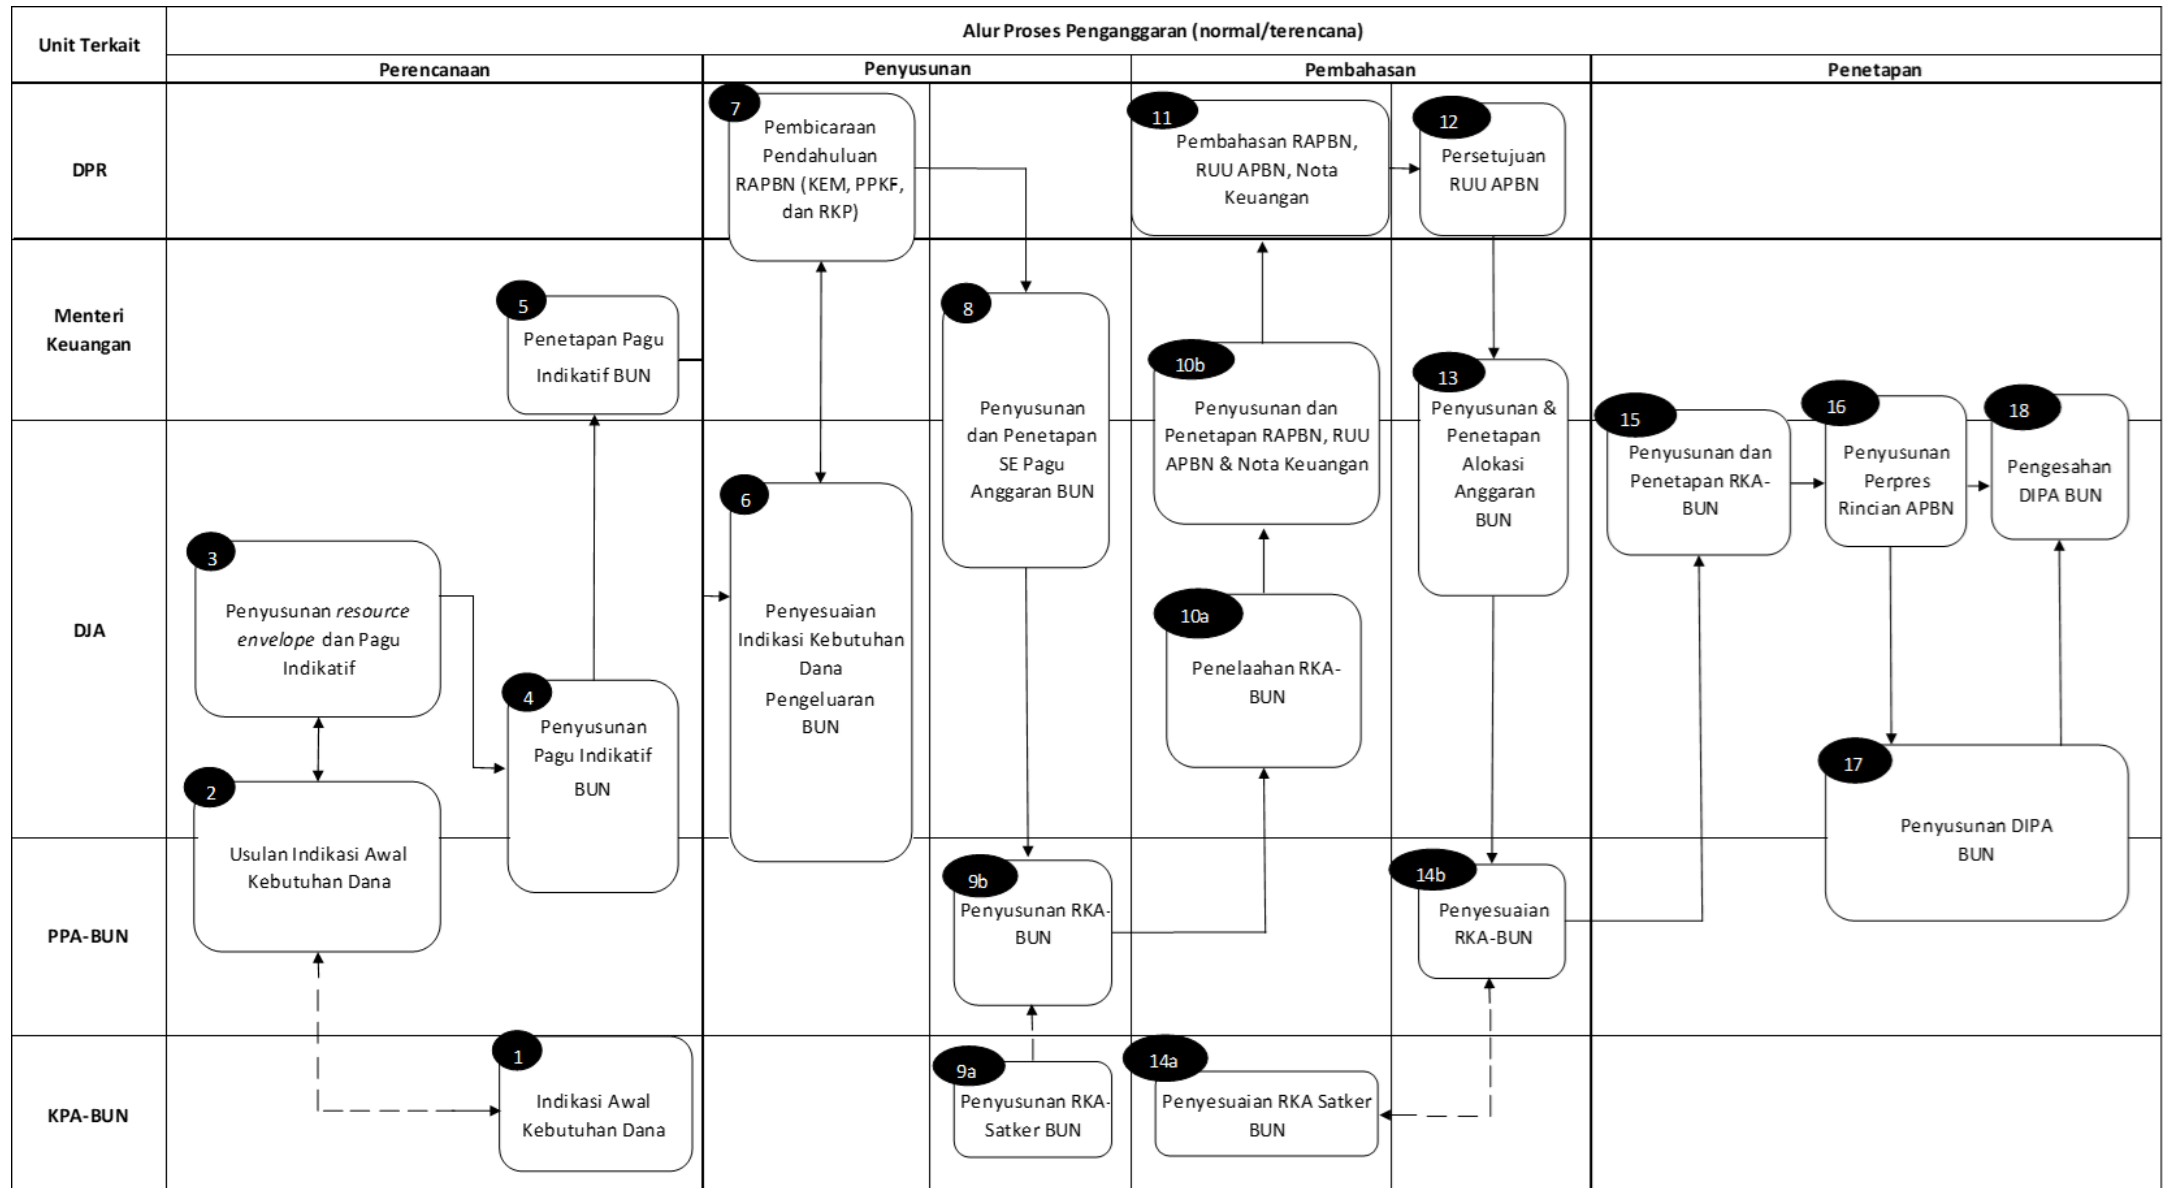 Unit Terkait
Alur Proses Penganggaran (normal/terencana)
Perencanaan
Penyusunan
Pembahasan
Penetapan
DPR
7
Pembicaraan
Pendahuluan
RAPBN (KEM, PPKF,
dan RKP)
11
Pembahasan RAPBN,
RUU APBN, Nota
Keuangan
12
Persetujuan
RUU APBN
Menteri
Keuangan
5
Penetapan Pagu
Indikatif BUN
8
Penyusunan
dan Penetapan
SE Pagu
Anggaran BUN
10b
Penyusunan dan
Penetapan RAPBN, RUU
APBN & Nota Keuangan
13
Penyusunan &
Penetapan
Alokasi
Anggaran
BUN
15
Penyusunan dan
Penetapan RKA-
BUN
16
Penyusunan
Perpres
Rincian APBN
18
Pengesahan
DIPA BUN
DJA
3
Penyusunan resource
envelope dan Pagu
Indikatif
4
Penyusunan
Pagu Indikatif
BUN
6
Penyesuaian
Indikasi Kebutuhan
Dana
Pengeluaran
BUN
10a
Penelaahan RKA-
BUN
17
Penyusunan DIPA
BUN
2
Usulan Indikasi Awal
Kebutuhan Dana
PPA-BUN
9b
Penyusunan RKA-
BUN
14b
Penyesuaian
RKA-BUN
KPA-BUN
1
Indikasi Awal
Kebutuhan Dana
9a
Penyusunan RKA-
Satker BUN
14a
Penyesuaian RKA Satker
BUN